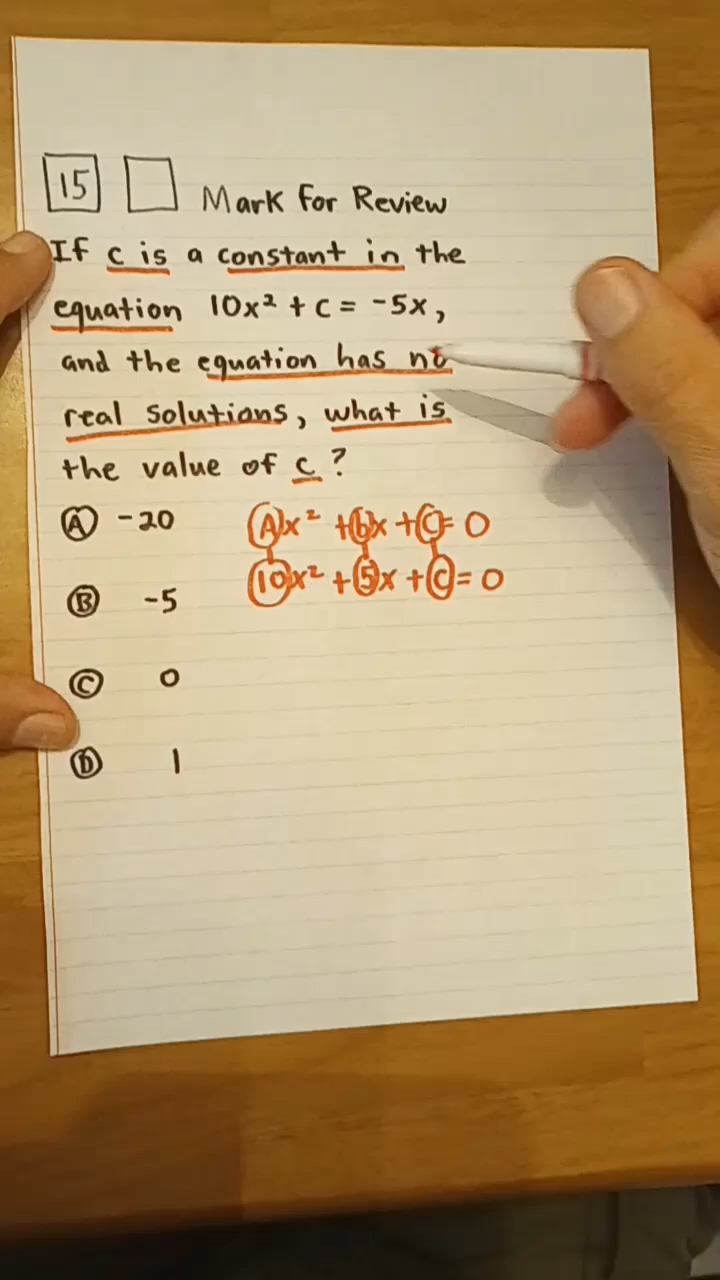 15 Mark for Review
If c is a constant in the
equation 10x² + c = -5x,
and the equation has no
real solutions, what is
the value of c?
Ⓐ -20
Ax² + bx + C = 0
10x² + 5x + C = 0
Ⓑ -5
Ⓒ 0
Ⓓ 1